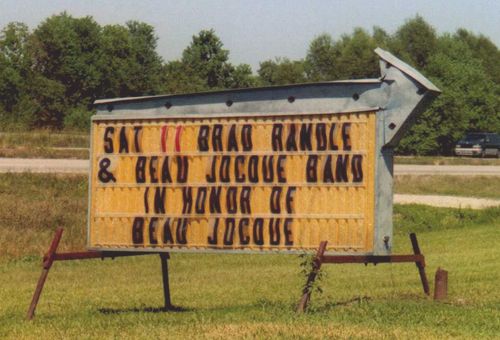 SAT 11 BRAD RANDLE
& BEAU JOCQUE BAND
IN HONOR OF
BEAU JOCQUE